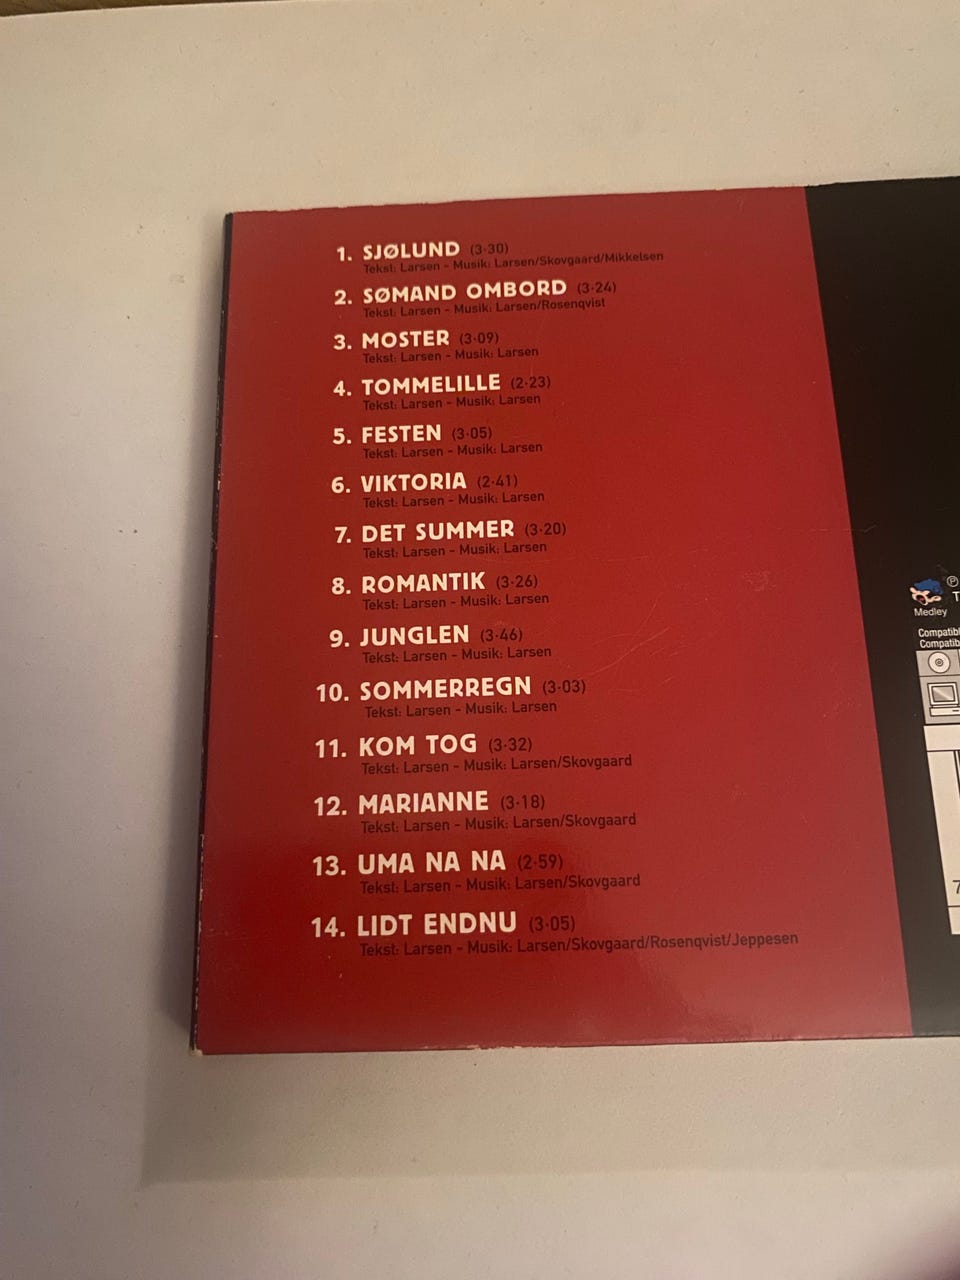 1. SJØLUND (3·30)
Tekst: Larsen - Musik: Larsen/Skovgaard/Mikkelsen
2. SØMAND OMBORD (3·24)
Tekst: Larsen - Musik: Larsen/Rosenqvist
3. MOSTER (3·09)
Tekst: Larsen - Musik: Larsen
4. TOMMELILLE (2·23)
Tekst: Larsen - Musik: Larsen
5. FESTEN (3·05)
Tekst: Larsen - Musik: Larsen
6. VIKTORIA (2·41)
Tekst: Larsen - Musik: Larsen
7. DET SUMMER (3·20)
Tekst: Larsen - Musik: Larsen
8. ROMANTIK (3·26)
Tekst: Larsen - Musik: Larsen
9. JUNGLEN (3·46)
Tekst: Larsen - Musik: Larsen
10. SOMMERREGN (3·03)
Tekst: Larsen - Musik: Larsen
11. KOM TOG (3·32)
Tekst: Larsen - Musik: Larsen/Skovgaard
12. MARIANNE (3·18)
Tekst: Larsen - Musik: Larsen/Skovgaard
13. UMA NA NA (2·59)
Tekst: Larsen - Musik: Larsen/Skovgaard
14. LIDT ENDNU (3·05)
Tekst: Larsen - Musik: Larsen/Skovgaard/Rosenqvist/Jeppesen
℗
T
Medley
Compatibl
Compatib
7